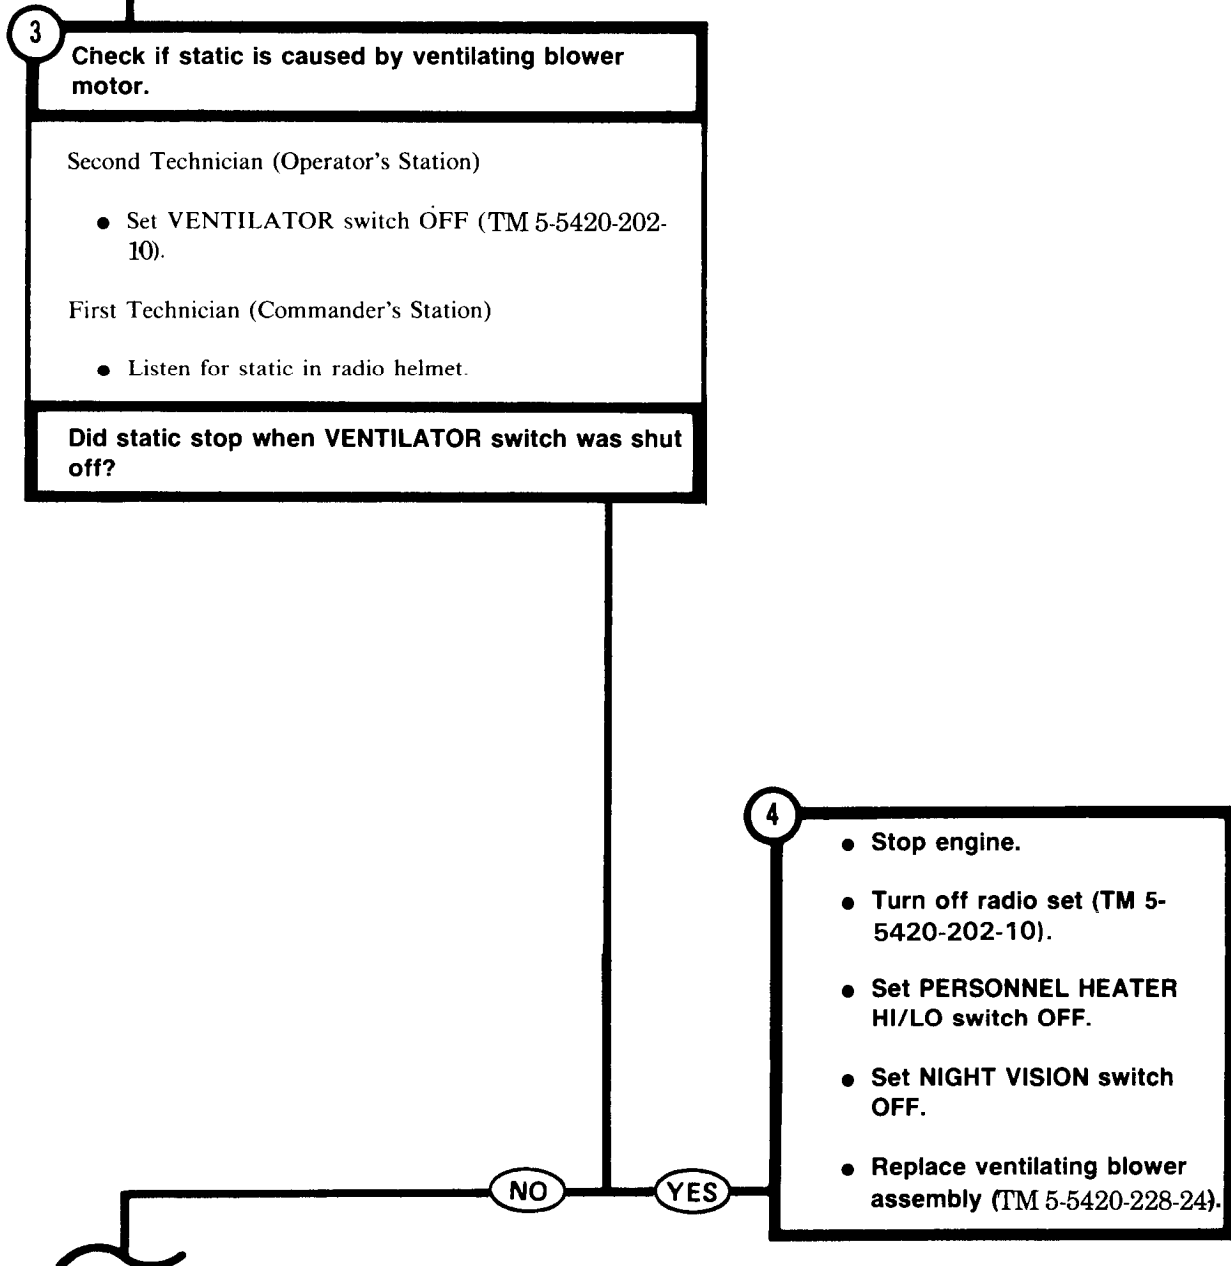 3
Check if static is caused by ventilating blower
motor.
Second Technician (Operator's Station)
● Set VENTILATOR switch OFF (TM 5-5420-202-
10).
First Technician (Commander's Station)
● Listen for static in radio helmet.
Did static stop when VENTILATOR switch was shut
off?
4
● Stop engine.
● Turn off radio set (TM 5-
5420-202-10).
● Set PERSONNEL HEATER
HI/LO switch OFF.
● Set NIGHT VISION switch
OFF.
● Replace ventilating blower
assembly (TM 5-5420-228-24).
NO
YES